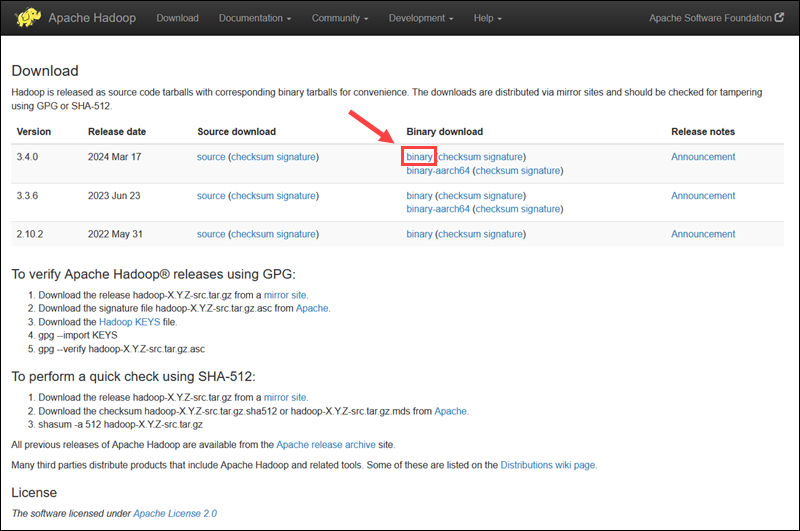 Apache Hadoop Download Documentation Community Development Help Apache Software Foundation
Download
Hadoop is released as source code tarballs with corresponding binary tarballs for convenience. The downloads are distributed via mirror sites and should be checked for tampering
using GPG or SHA-512.
Version Release date Source download Binary download Release notes
3.4.0 2024 Mar 17 source (checksum signature) binary (checksum signature) Announcement
binary-aarch64 (checksum signature)
3.3.6 2023 Jun 23 source (checksum signature) binary (checksum signature) Announcement
binary-aarch64 (checksum signature)
2.10.2 2022 May 31 source (checksum signature) binary (checksum signature) Announcement
To verify Apache Hadoop® releases using GPG:
1. Download the release hadoop-X.Y.Z-src.tar.gz from a mirror site.
2. Download the signature file hadoop-X.Y.Z-src.tar.gz.asc from Apache.
3. Download the Hadoop KEYS file.
4. gpg --import KEYS
5. gpg --verify hadoop-X.Y.Z-src.tar.gz.asc
To perform a quick check using SHA-512:
1. Download the release hadoop-X.Y.Z-src.tar.gz from a mirror site.
2. Download the checksum hadoop-X.Y.Z-src.tar.gz.sha512 or hadoop-X.Y.Z-src.tar.gz.mds from Apache.
3. shasum -a 512 hadoop-X.Y.Z-src.tar.gz
All previous releases of Apache Hadoop are available from the Apache release archive site.
Many third parties distribute products that include Apache Hadoop and related tools. Some of these are listed on the Distributions wiki page.
License
The software licensed under Apache License 2.0